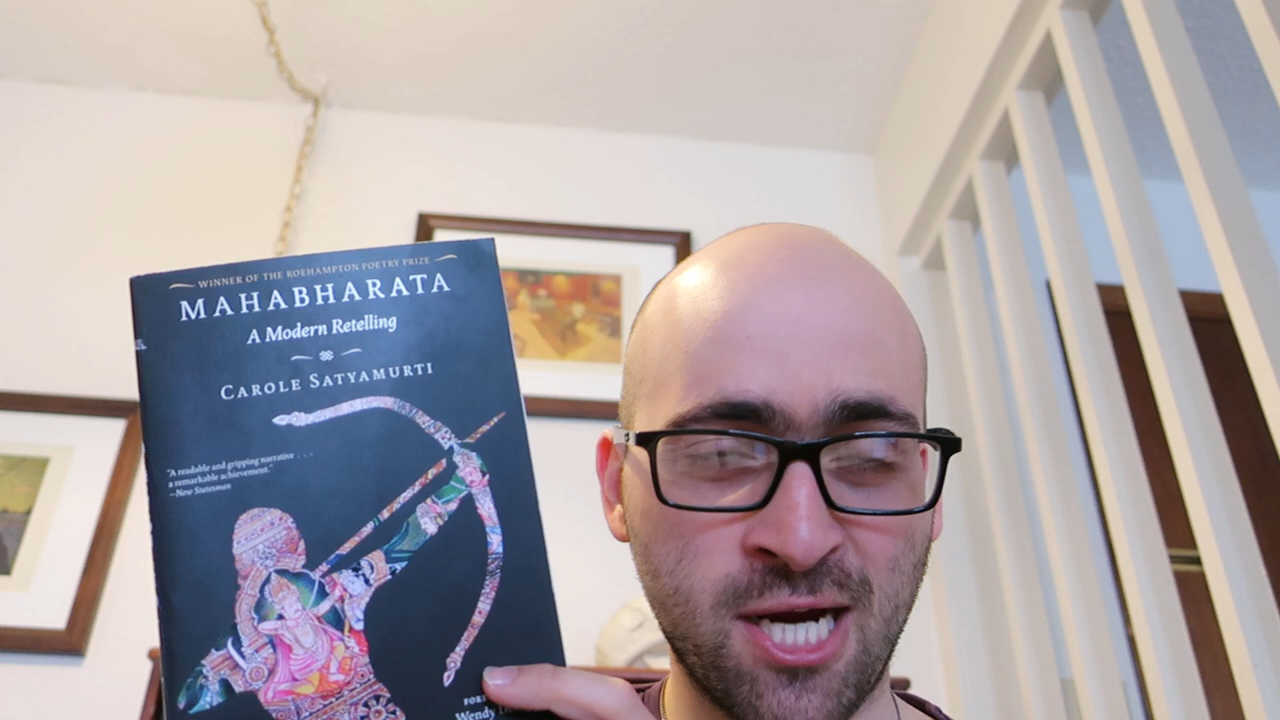 WINNER OF THE ROEHAMPTON POETRY PRIZE
MAHABHARATA
A Modern Retelling
CAROLE SATYAMURTI
"A readable and gripping narrative . . .
a remarkable achievement."
—New Statesman
Wendy